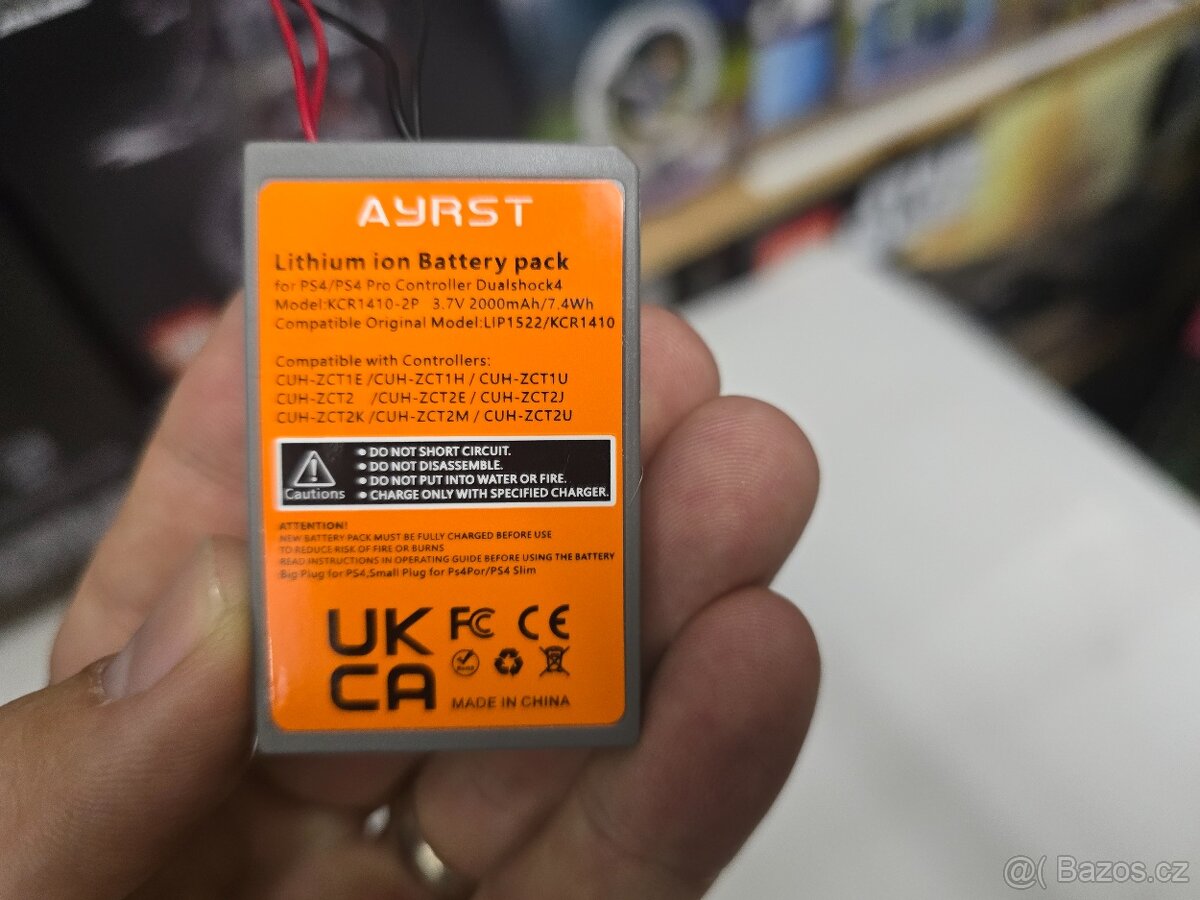 AYRST
Lithium ion Battery pack
for PS4/PS4 Pro Controller Dualshock4
Model:KCR1410-2P 3.7V 2000mAh/7.4Wh
Compatible Original Model:LIP1522/KCR1410
Compatible with Controllers:
CUH-ZCT1E /CUH-ZCT1H / CUH-ZCT1U
CUH-ZCT2 /CUH-ZCT2E / CUH-ZCT2J
CUH-ZCT2K /CUH-ZCT2M / CUH-ZCT2U
Cautions
• DO NOT SHORT CIRCUIT.
• DO NOT DISASSEMBLE.
• DO NOT PUT INTO WATER OR FIRE.
• CHARGE ONLY WITH SPECIFIED CHARGER.
ATTENTION!
NEW BATTERY PACK MUST BE FULLY CHARGED BEFORE USE
TO REDUCE RISK OF FIRE OR BURNS
READ INSTRUCTIONS IN OPERATING GUIDE BEFORE USING THE BATTERY
Big Plug for PS4,Small Plug for Ps4Por/PS4 Slim
UK
CA
FC CE
RoHS
MADE IN CHINA
@( Bazos.cz